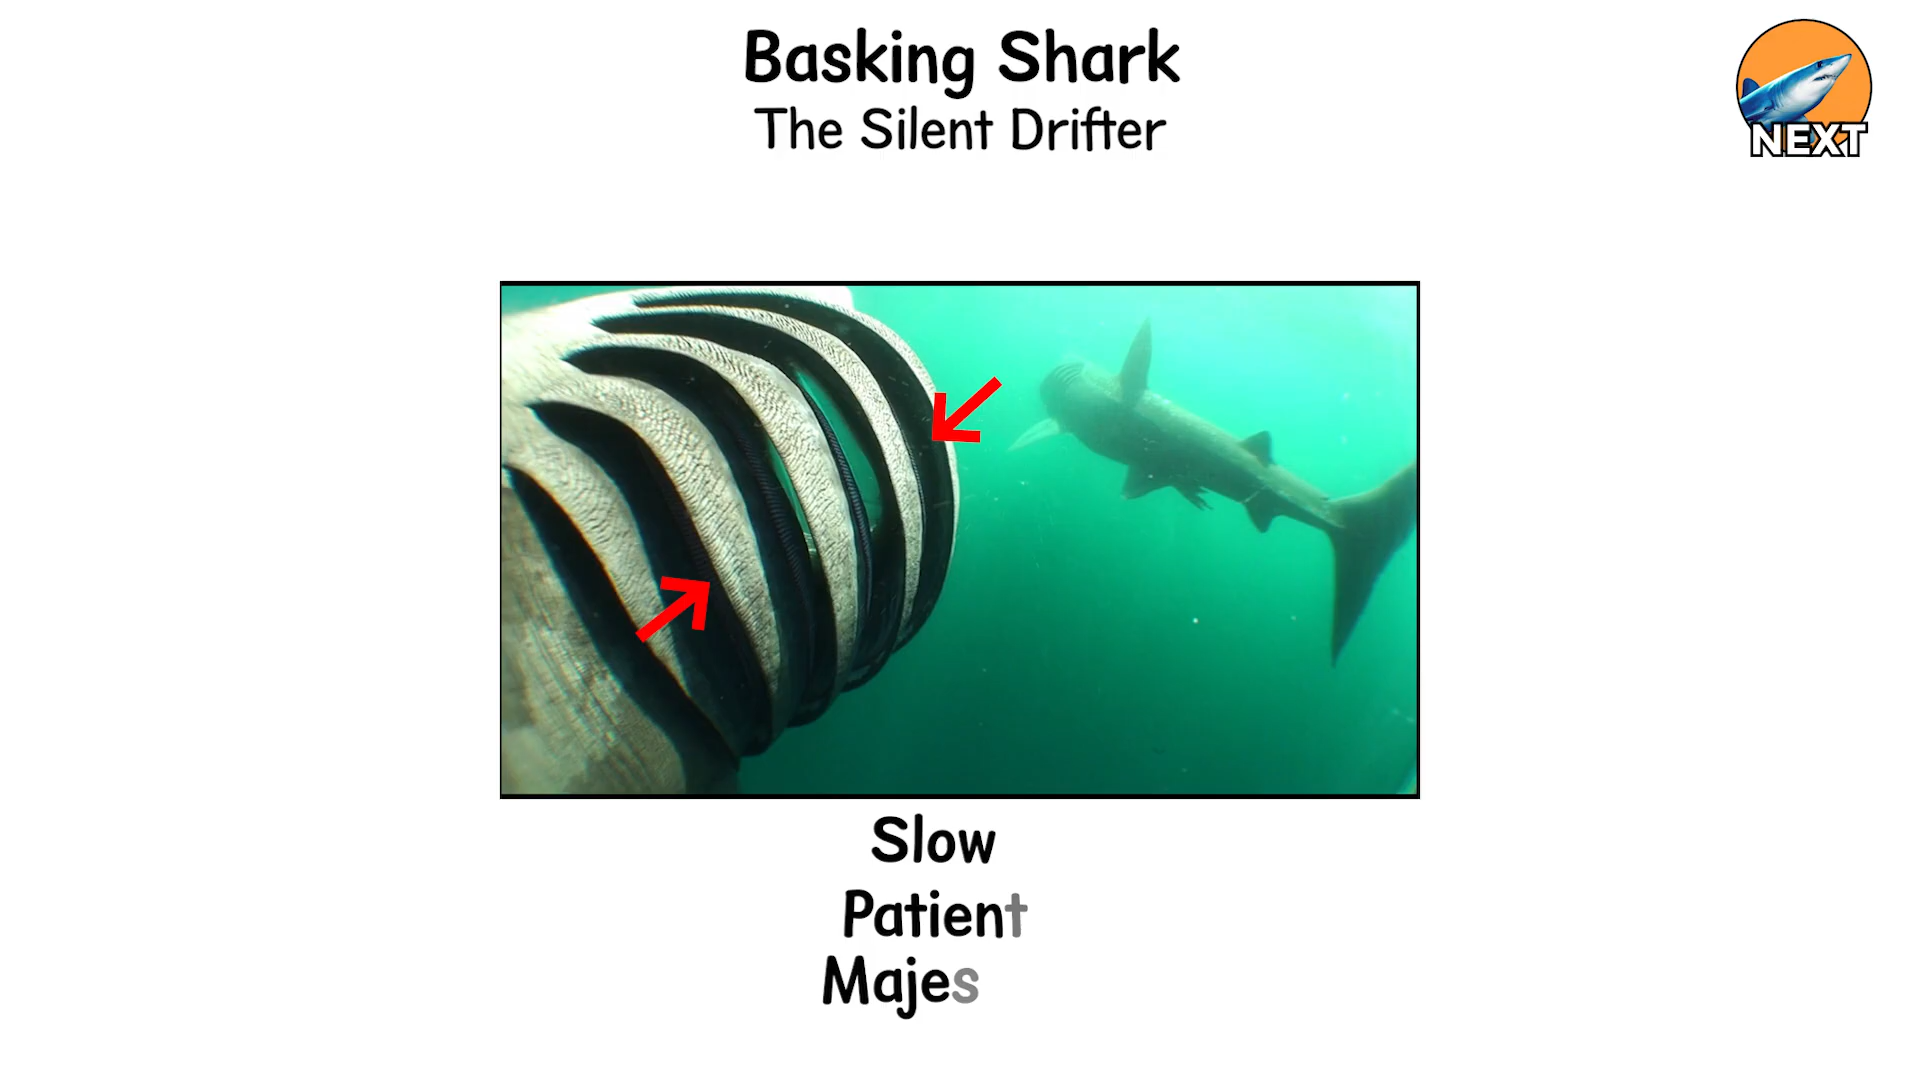 Basking Shark
The Silent Drifter
NEXT
Slow
Patient
Majes